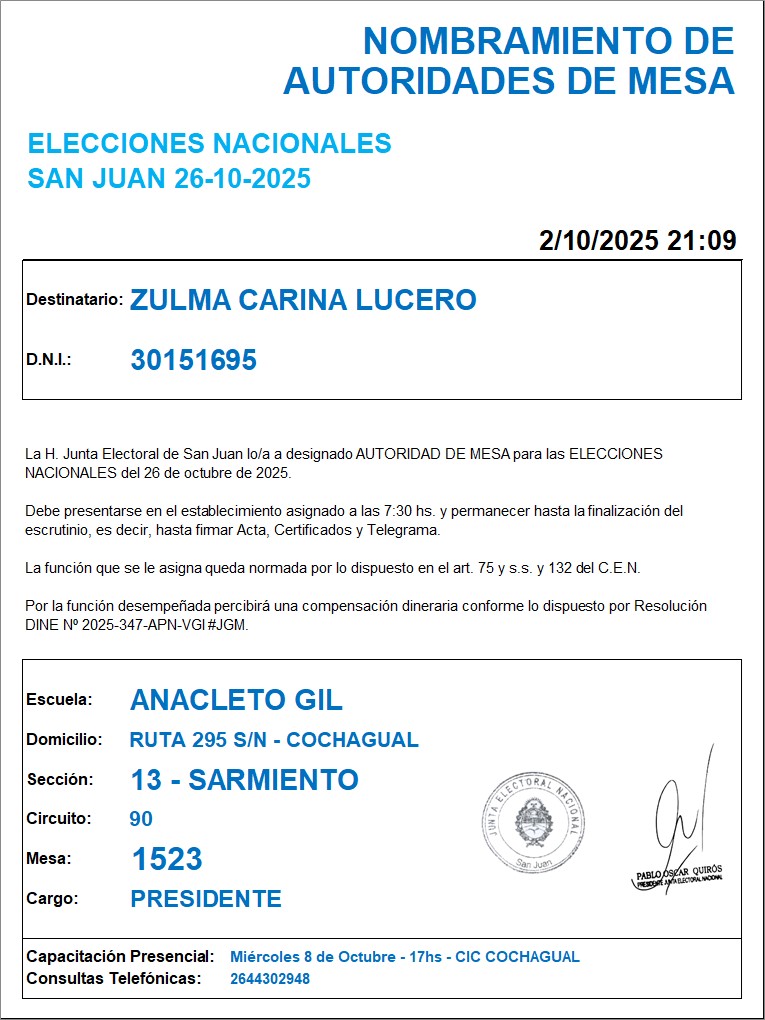 NOMBRAMIENTO DE
AUTORIDADES DE MESA
ELECCIONES NACIONALES
SAN JUAN 26-10-2025
2/10/2025 21:09
Destinatario: ZULMA CARINA LUCERO
D.N.I.: 30151695
La H. Junta Electoral de San Juan lo/a a designado AUTORIDAD DE MESA para las ELECCIONES
NACIONALES del 26 de octubre de 2025.
Debe presentarse en el establecimiento asignado a las 7:30 hs. y permanecer hasta la finalización del
escrutinio, es decir, hasta firmar Acta, Certificados y Telegrama.
La función que se le asigna queda normada por lo dispuesto en el art. 75 y s.s. y 132 del C.E.N.
Por la función desempeñada percibirá una compensación dineraria conforme lo dispuesto por Resolución
DINE Nº 2025-347-APN-VGI#JGM.
Escuela: ANACLETO GIL
Domicilio: RUTA 295 S/N - COCHAGUAL
Sección: 13 - SARMIENTO
Circuito: 90
Mesa: 1523
Cargo: PRESIDENTE
JUNTA ELECTORAL NACIONAL
San Juan
PABLO OSCAR QUIRÓS
PRESIDENTE JUNTA ELECTORAL NACIONAL
Capacitación Presencial: Miércoles 8 de Octubre - 17hs - CIC COCHAGUAL
Consultas Telefónicas: 2644302948